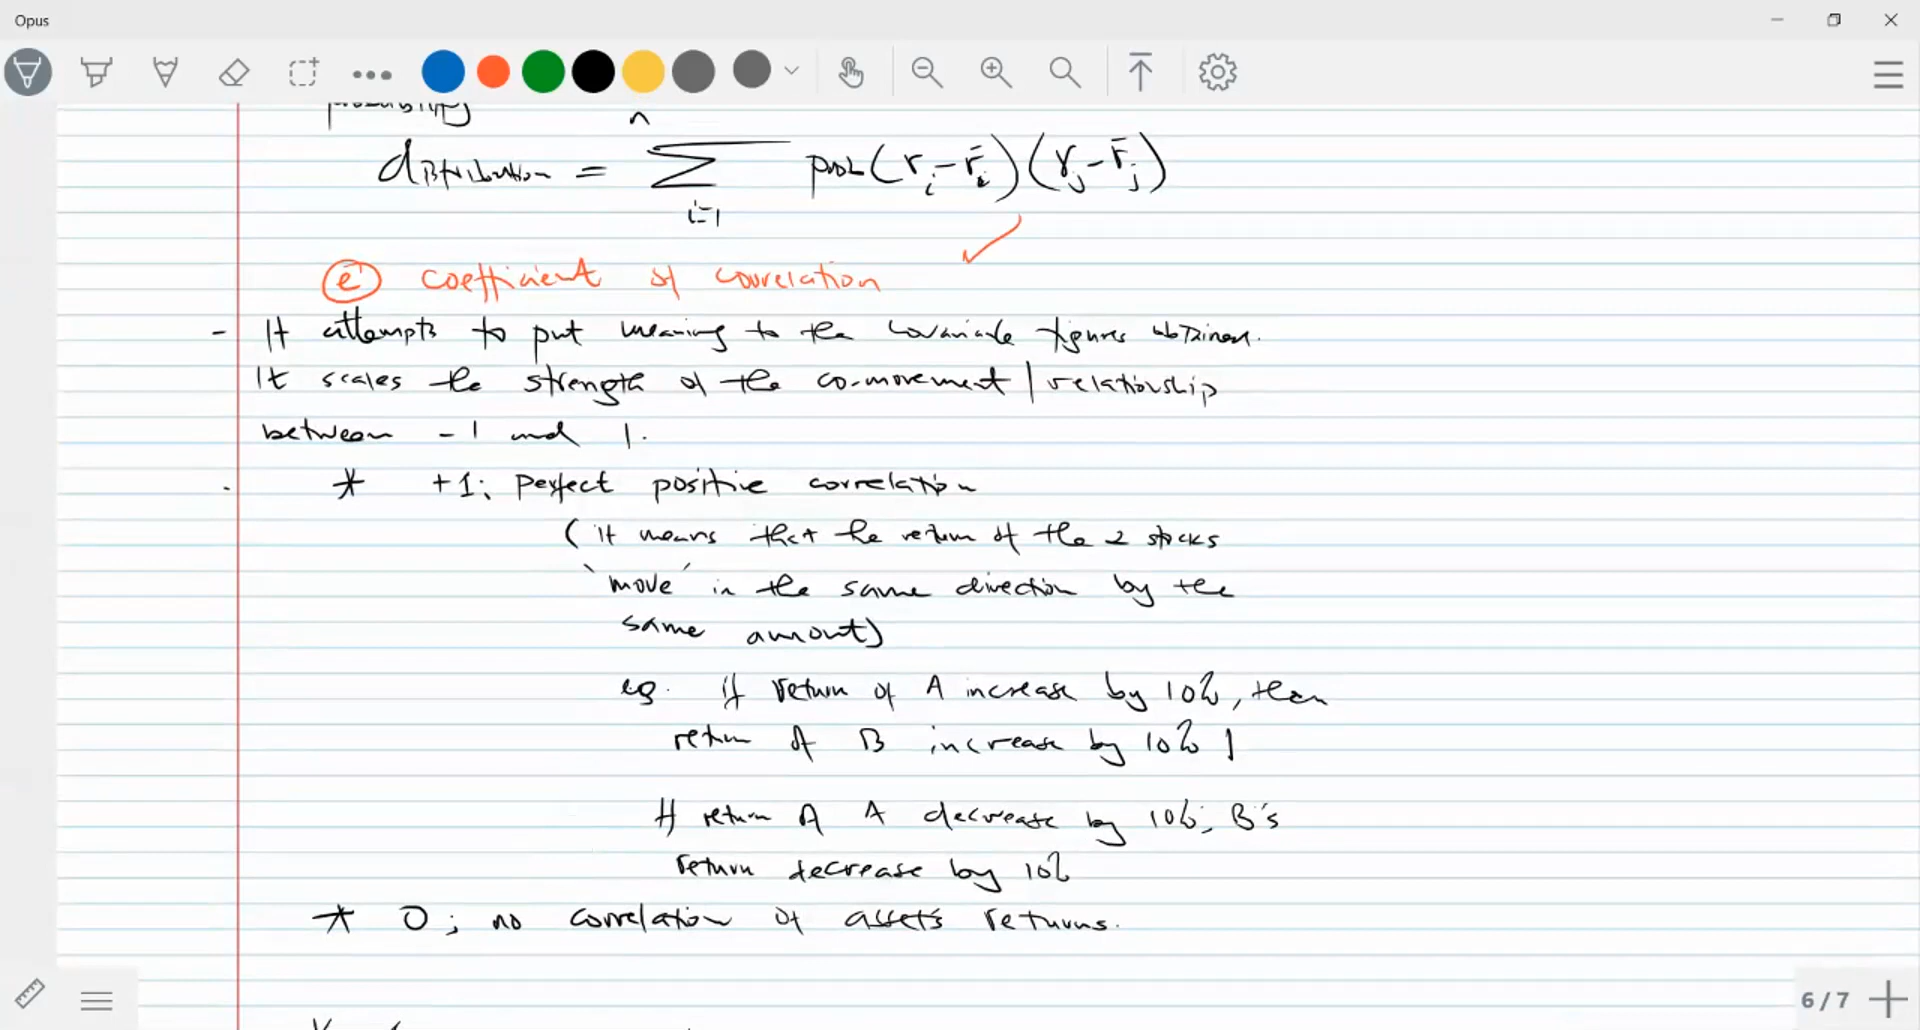 Opus
probability
n
distribution = Σ prob(rᵢ - r̄ᵢ)(rⱼ - r̄ⱼ)
i=1
(e) coefficient of correlation
- It attempts to put meaning to the covariance figures obtained.
It scales the strength of the co-movement / relationship
between -1 and 1.
* +1; perfect positive correlation
(it means that the return of the 2 stocks
'move' in the same direction by the
same amount)
eg. if return of A increase by 10%, then
return of B increase by 10%
If return of A decrease by 10%; B's
return decrease by 10%
* 0; no correlation of assets returns.
6 / 7